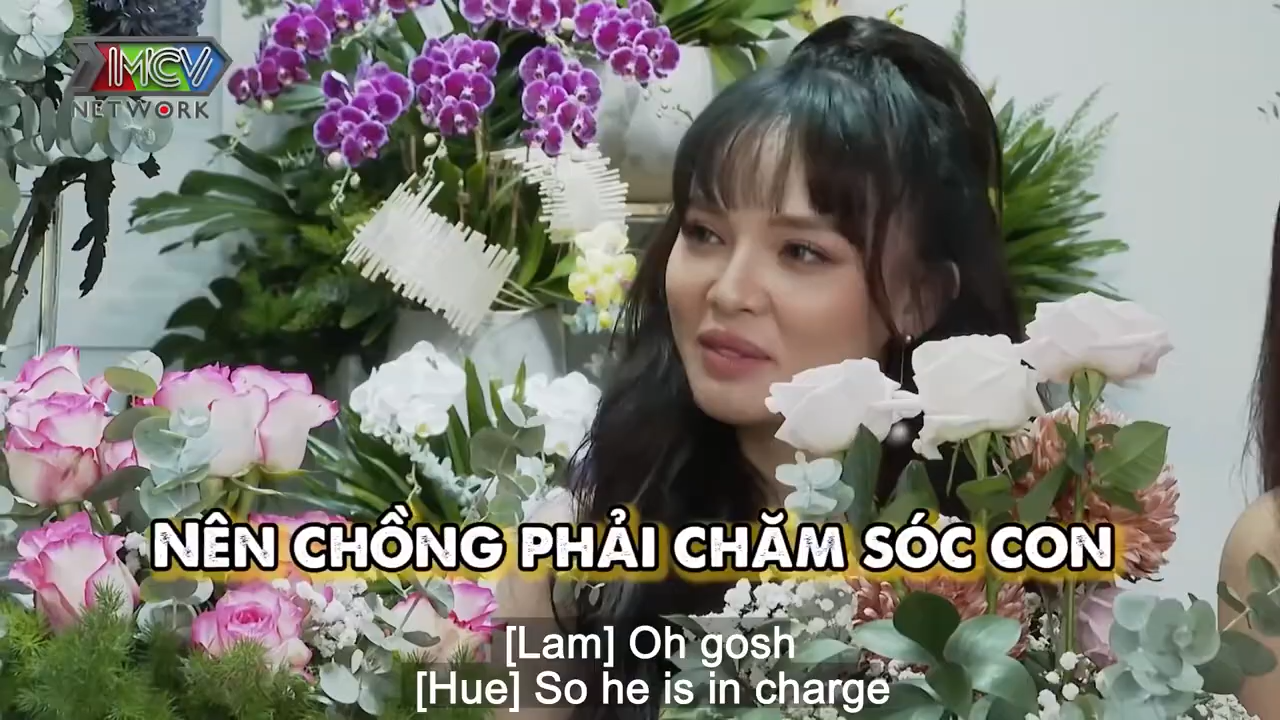 MCV
NETWORK
NÊN CHỒNG PHẢI CHĂM SÓC CON
[Lam] Oh gosh
[Hue] So he is in charge